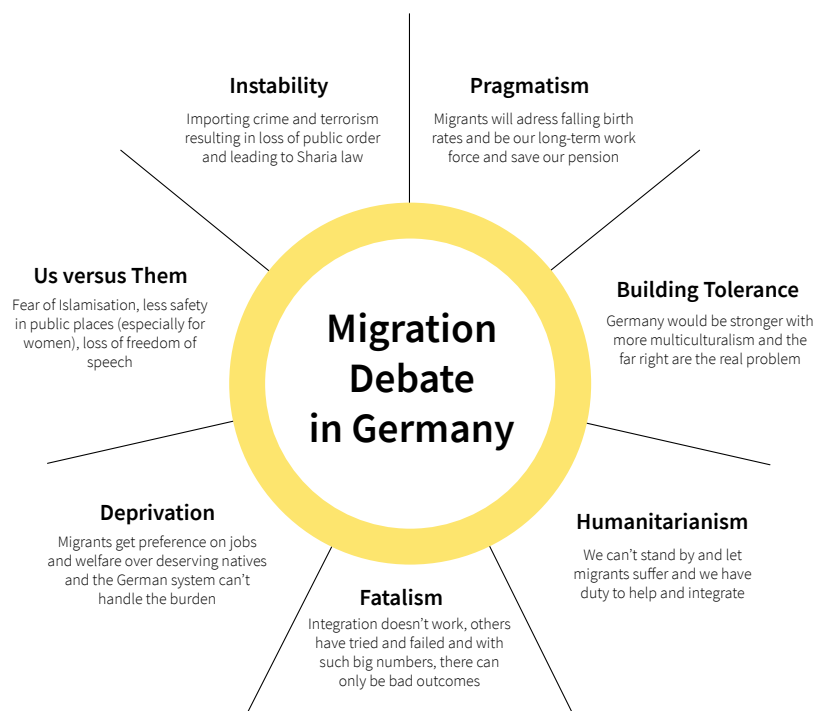 Instability
Importing crime and terrorism
resulting in loss of public order
and leading to Sharia law
Pragmatism
Migrants will adress falling birth
rates and be our long-term work
force and save our pension
Us versus Them
Fear of Islamisation, less safety
in public places (especially for
women), loss of freedom of
speech
Migration
Debate
in Germany
Building Tolerance
Germany would be stronger with
more multiculturalism and the
far right are the real problem
Deprivation
Migrants get preference on jobs
and welfare over deserving natives
and the German system can’t
handle the burden
Fatalism
Integration doesn’t work, others
have tried and failed and with
such big numbers, there can
only be bad outcomes
Humanitarianism
We can’t stand by and let
migrants suffer and we have
duty to help and integrate